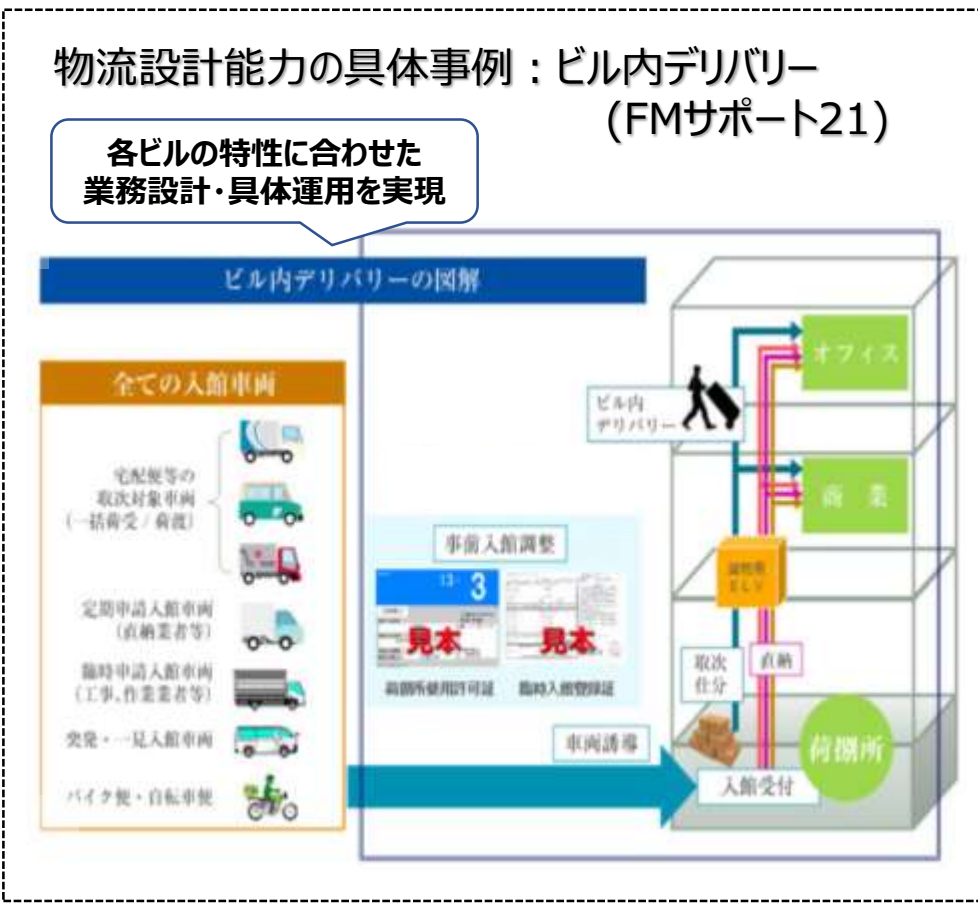 物流設計能力の具体事例：ビル内デリバリー
(FMサポート21)
各ビルの特性に合わせた
業務設計・具体運用を実現
ビル内デリバリーの図解
全ての入館車両
宅配便等の
取次対象車両
(一括荷受/荷渡)
定期申請入館車両
(直納業者等)
臨時申請入館車両
(工事、作業業者等)
突発・一見入館車両
バイク便・自転車便
事前入館調整
13
3
見本
見本
荷捌所使用許可証
臨時入館登録証
車両誘導
ビル内
デリバリー
オフィス
商業
ELV
取次
仕分
直納
入館受付
荷捌所